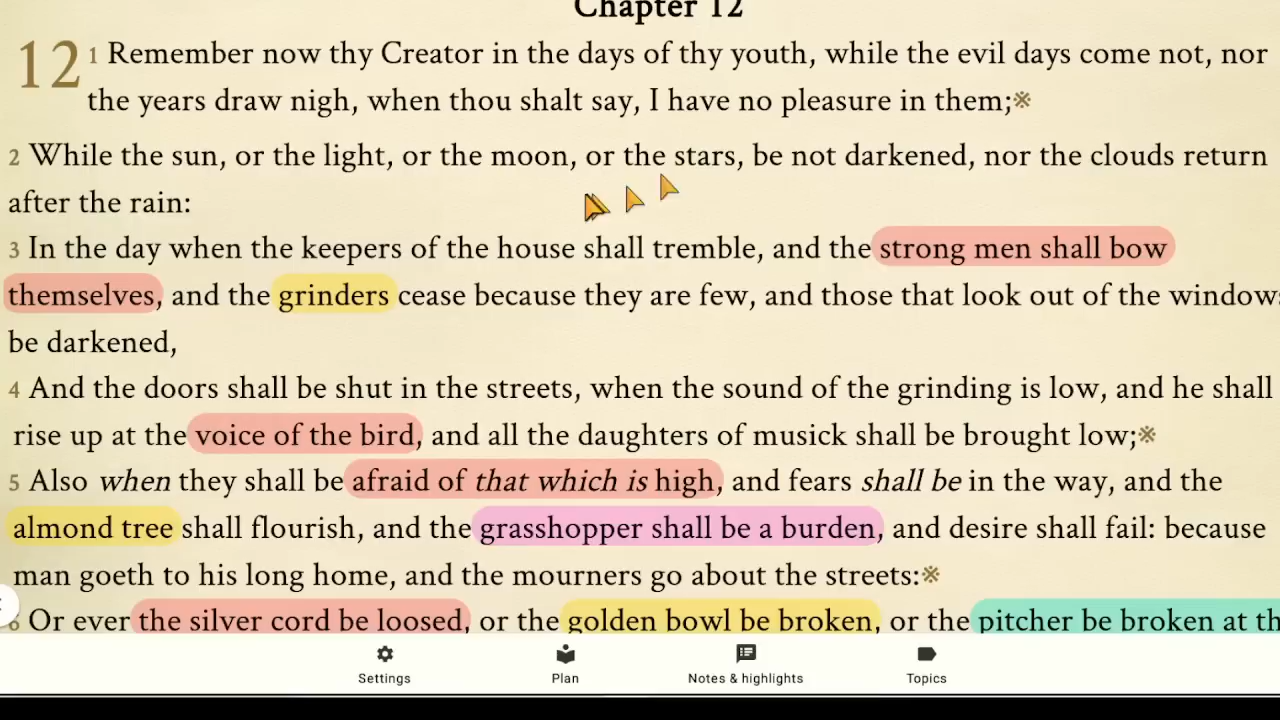 Chapter 12
12 1 Remember now thy Creator in the days of thy youth, while the evil days come not, nor
the years draw nigh, when thou shalt say, I have no pleasure in them;※
2 While the sun, or the light, or the moon, or the stars, be not darkened, nor the clouds return
after the rain:
3 In the day when the keepers of the house shall tremble, and the strong men shall bow
themselves, and the grinders cease because they are few, and those that look out of the windows
be darkened,
4 And the doors shall be shut in the streets, when the sound of the grinding is low, and he shall
rise up at the voice of the bird, and all the daughters of musick shall be brought low;※
5 Also when they shall be afraid of that which is high, and fears shall be in the way, and the
almond tree shall flourish, and the grasshopper shall be a burden, and desire shall fail: because
man goeth to his long home, and the mourners go about the streets:※
6 Or ever the silver cord be loosed, or the golden bowl be broken, or the pitcher be broken at th
Settings Plan Notes & highlights Topics